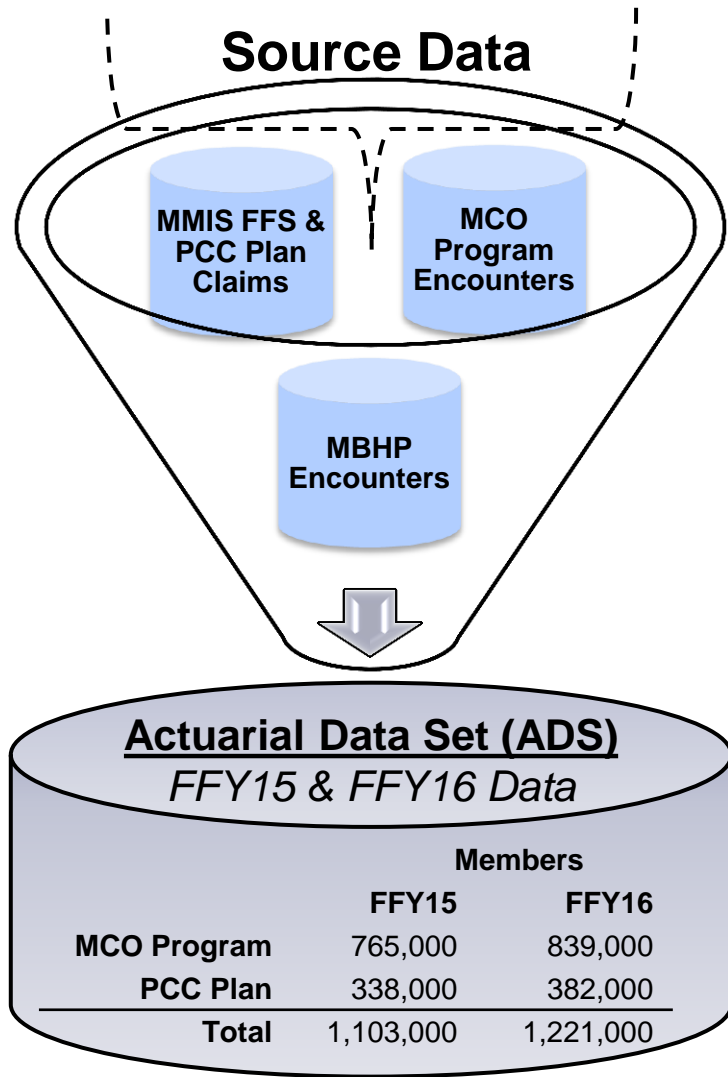 Source Data
MMIS FFS &
PCC Plan
Claims
MCO
Program
Encounters
MBHP
Encounters
Actuarial Data Set (ADS)
FFY15 & FFY16 Data
Members
FFY15 FFY16
MCO Program 765,000 839,000
PCC Plan 338,000 382,000
Total 1,103,000 1,221,000